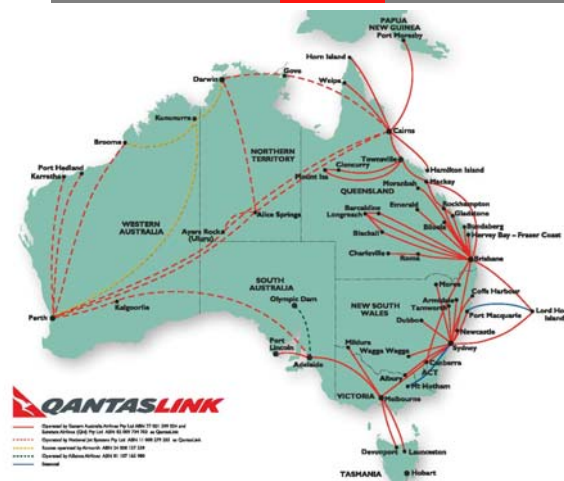 PAPUA
NEW GUINEA
Port Moresby
Horn Island
Gove
Weipa
Darwin
Kununurra
Broome
Cairns
NORTHERN
TERRITORY
Townsville
Port Hedland
Karratha
Mount Isa
Cloncurry
Hamilton Island
Mackay
Moranbah
QUEENSLAND
Rockhampton
Gladstone
Emerald
Barcaldine
Longreach
Biloela
Bundaberg
Hervey Bay – Fraser Coast
Blackall
WESTERN
AUSTRALIA
Alice Springs
Ayers Rock
(Uluru)
Charleville
Roma
Brisbane
SOUTH
AUSTRALIA
Olympic Dam
Moree
Coffs Harbour
Armidale
Tamworth
NEW SOUTH
WALES
Lord Howe
Island
Port Macquarie
Dubbo
Newcastle
Perth
Kalgoorlie
Port
Lincoln
Adelaide
Mildura
Wagga Wagga
Sydney
Canberra
ACT
Albury
Mt Hotham
VICTORIA
Melbourne
Devonport
Launceston
TASMANIA
Hobart
QANTASLINK
Seasonal